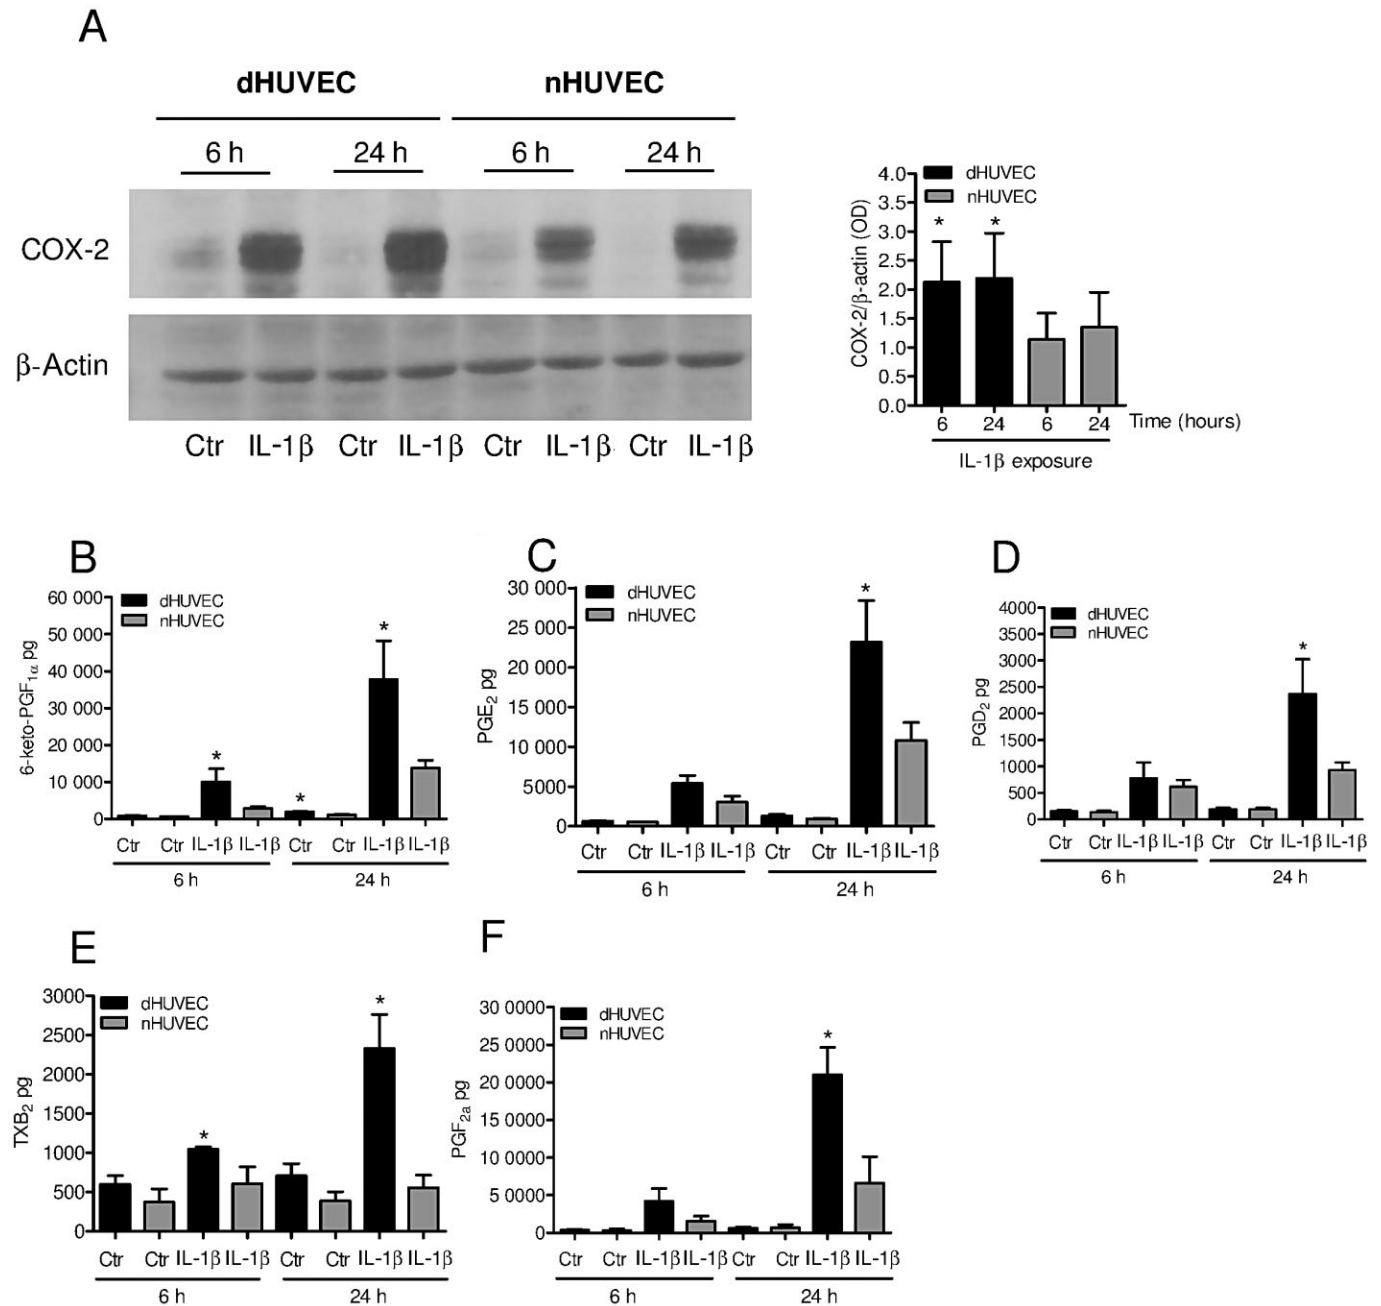 A
dHUVEC nHUVEC
6 h 24 h 6 h 24 h
COX-2
β-Actin
Ctr IL-1β Ctr IL-1β Ctr IL-1β Ctr IL-1β
dHUVEC
nHUVEC
COX-2/β-actin (OD)
4.0
3.5
3.0
2.5
2.0
1.5
1.0
0.5
0.0
* *
6 24 6 24 Time (hours)
IL-1β exposure
B
dHUVEC
nHUVEC
6-keto-PGF1α pg
60 000
50 000
40 000
30 000
20 000
10 000
0
* * *
Ctr Ctr IL-1β IL-1β Ctr Ctr IL-1β IL-1β
6 h 24 h
C
dHUVEC
nHUVEC
PGE2 pg
30 000
25 000
20 000
15 000
10 000
5000
0
*
Ctr Ctr IL-1β IL-1β Ctr Ctr IL-1β IL-1β
6 h 24 h
D
dHUVEC
nHUVEC
PGD2 pg
4000
3500
3000
2500
2000
1500
1000
500
0
*
Ctr Ctr IL-1β IL-1β Ctr Ctr IL-1β IL-1β
6 h 24 h
E
dHUVEC
nHUVEC
TXB2 pg
3000
2500
2000
1500
1000
500
0
* *
Ctr Ctr IL-1β IL-1β Ctr Ctr IL-1β IL-1β
6 h 24 h
F
dHUVEC
nHUVEC
PGF2a pg
30 0000
25 0000
20 0000
15 0000
10 0000
5 0000
0
*
Ctr Ctr IL-1β IL-1β Ctr Ctr IL-1β IL-1β
6 h 24 h